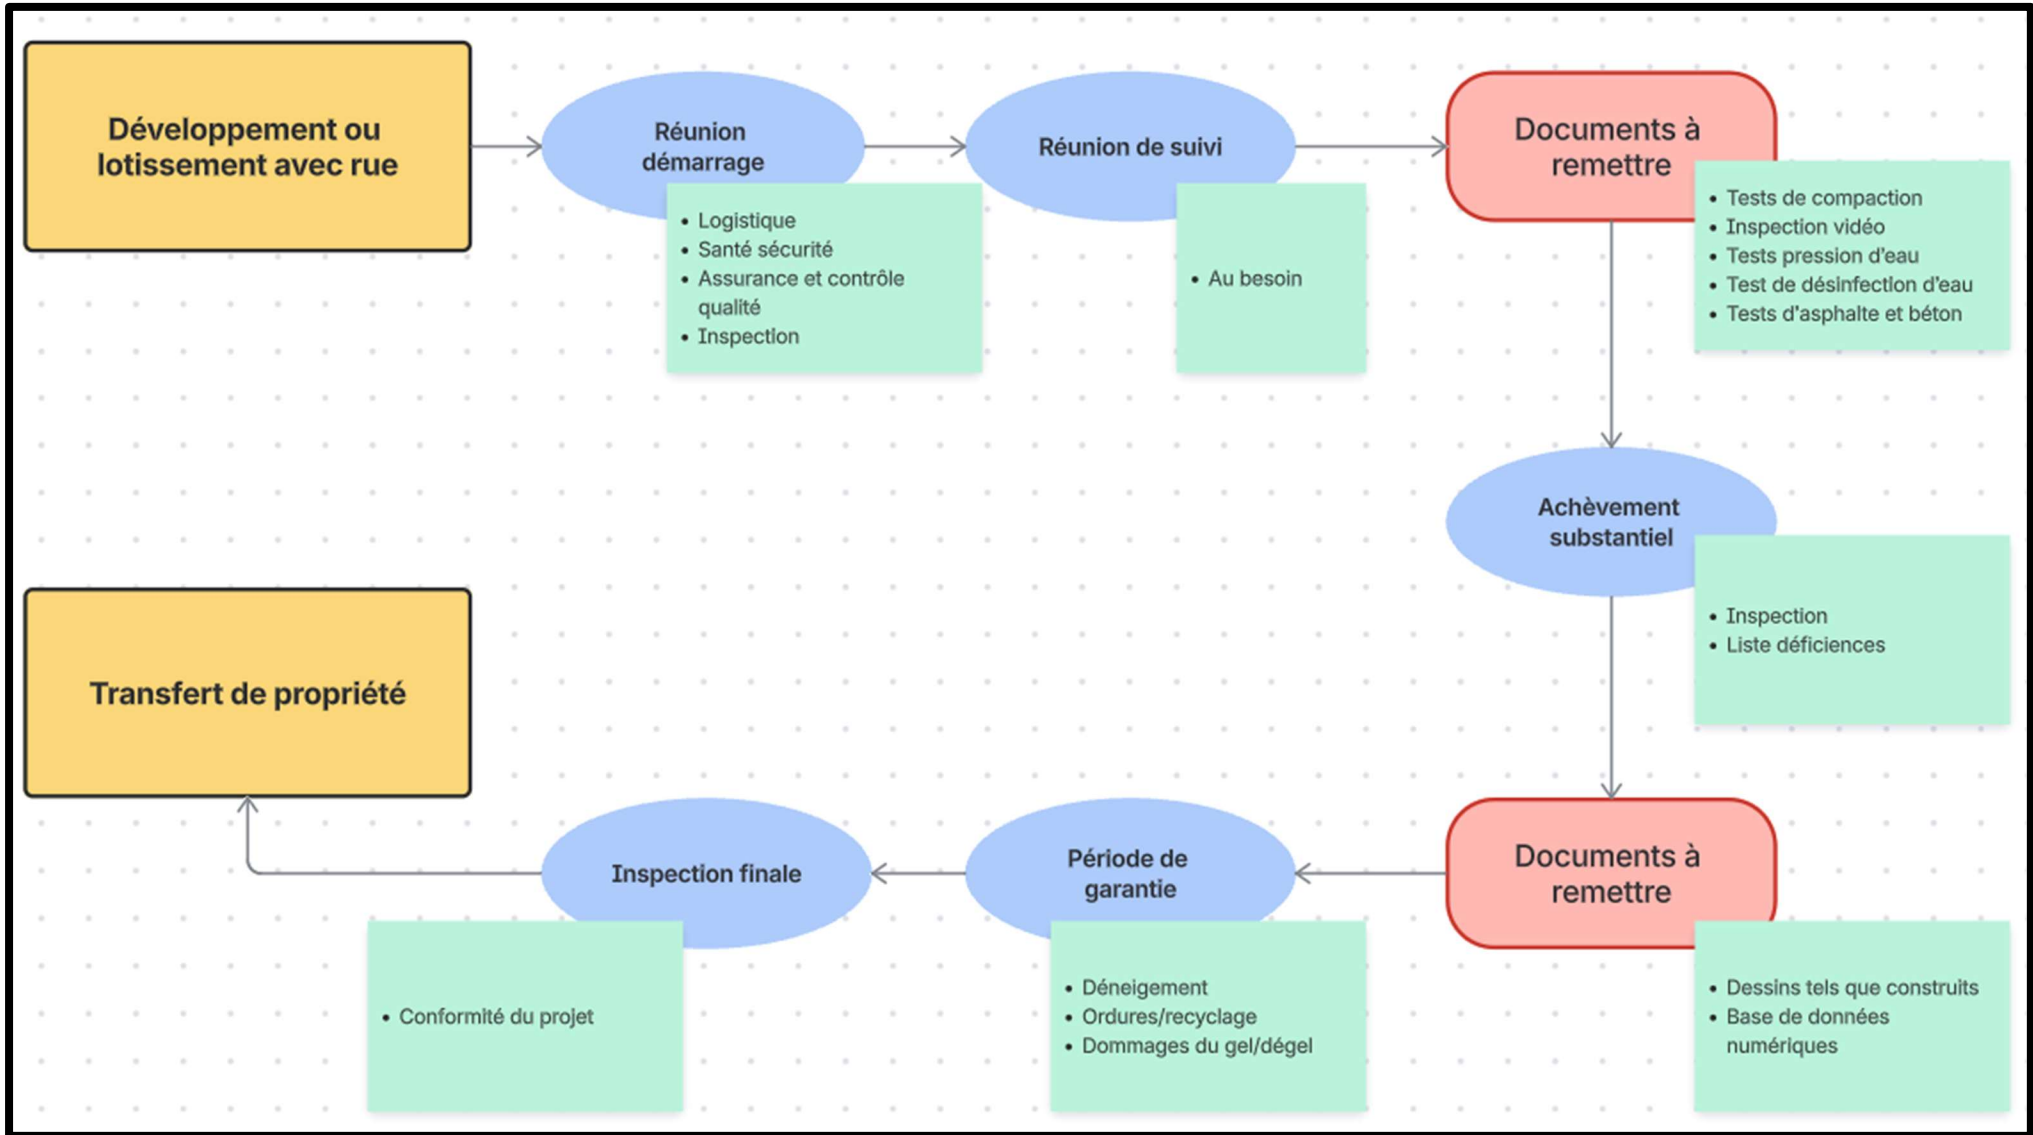 Développement ou
lotissement avec rue
Réunion
démarrage
• Logistique
• Santé sécurité
• Assurance et contrôle
qualité
• Inspection
Réunion de suivi
• Au besoin
Documents à
remettre
• Tests de compaction
• Inspection vidéo
• Tests pression d'eau
• Test de désinfection d'eau
• Tests d'asphalte et béton
Achèvement
substantiel
• Inspection
• Liste déficiences
Documents à
remettre
• Dessins tels que construits
• Base de données
numériques
Période de
garantie
• Déneigement
• Ordures/recyclage
• Dommages du gel/dégel
Inspection finale
• Conformité du projet
Transfert de propriété